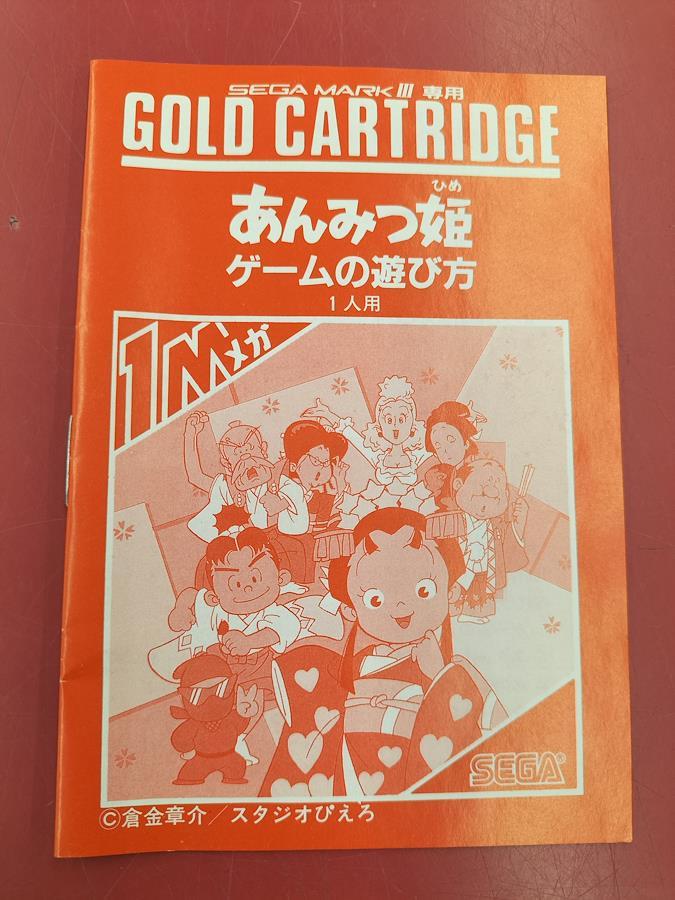 SEGA MARK III 専用
GOLD CARTRIDGE
ひめ
あんみつ姫
ゲームの遊び方
1人用
1M メガ
SEGA®
©倉金章介/スタジオぴえろ